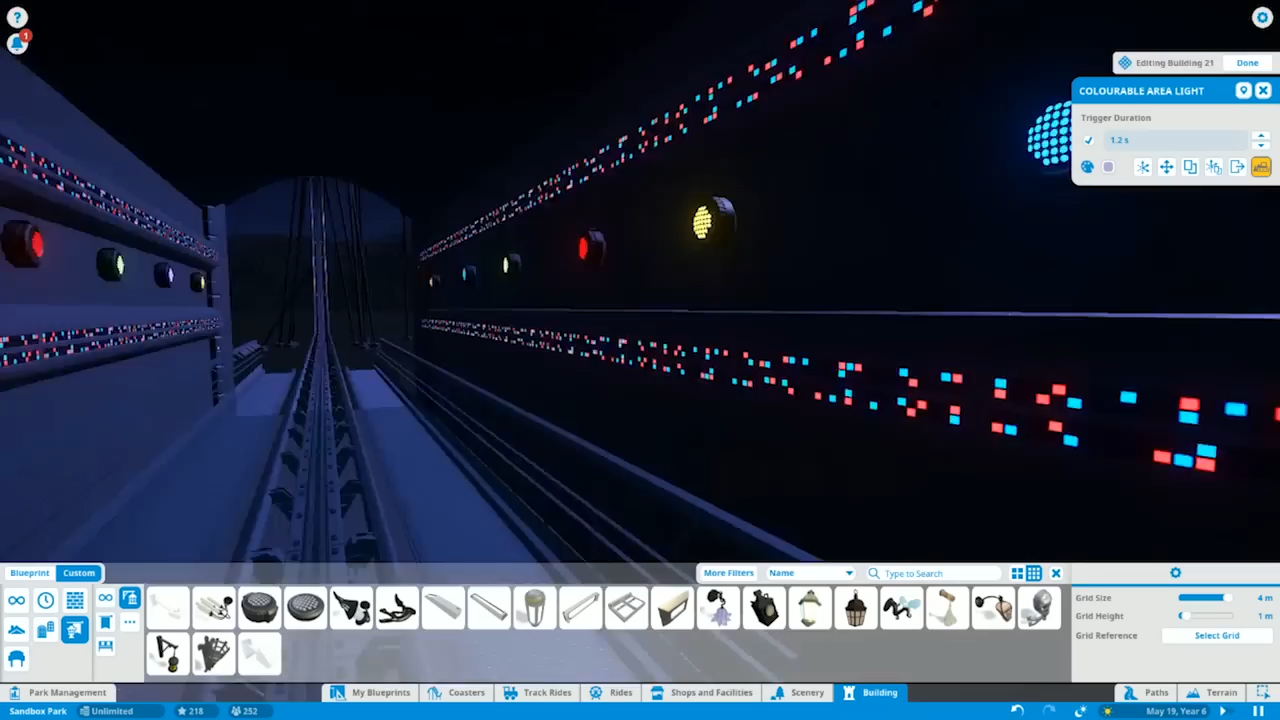 ?
1
Editing Building 21 Done
COLOURABLE AREA LIGHT
Trigger Duration
1.2 s
Blueprint Custom
More Filters Name Type to Search
Grid Size 4 m
Grid Height 1 m
Grid Reference Select Grid
Park Management My Blueprints Coasters Track Rides Rides Shops and Facilities Scenery Building Paths Terrain
Sandbox Park Unlimited 218 252 May 19, Year 6